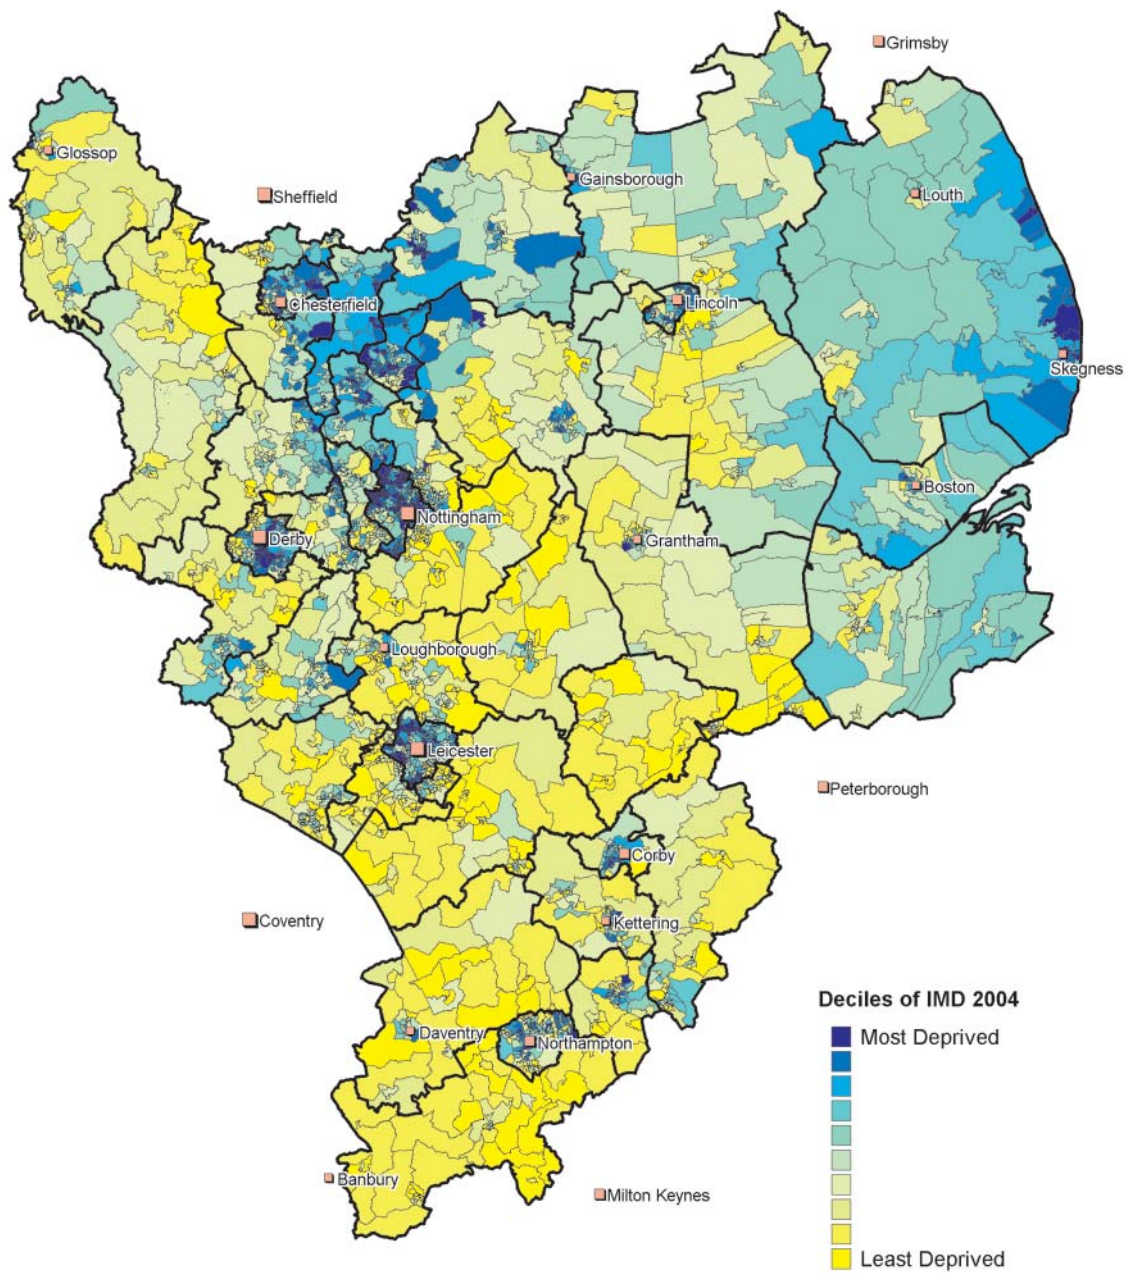 Grimsby
Glossop
Sheffield
Gainsborough
Louth
Chesterfield
Lincoln
Skegness
Boston
Nottingham
Derby
Grantham
Loughborough
Leicester
Peterborough
Corby
Coventry
Kettering
Deciles of IMD 2004
Most Deprived
Daventry
Northampton
Banbury
Milton Keynes
Least Deprived